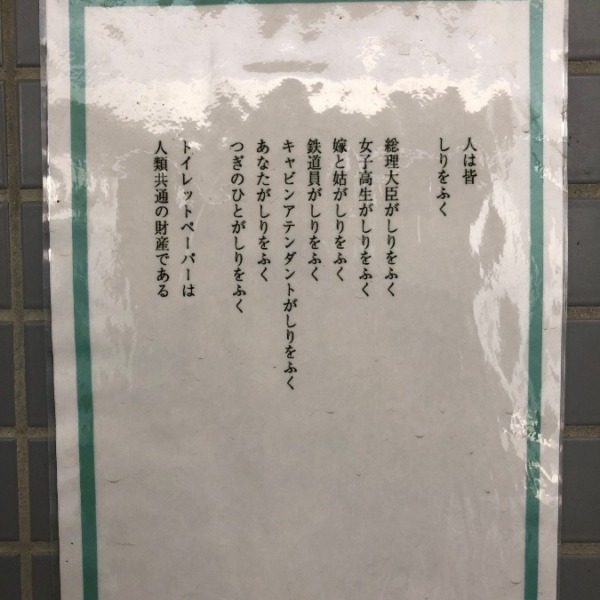 人は皆
しりをふく
総理大臣がしりをふく
女子高生がしりをふく
嫁と姑がしりをふく
鉄道員がしりをふく
キャビンアテンダントがしりをふく
あなたがしりをふく
つぎのひとがしりをふく
トイレットペーパーは
人類共通の財産である